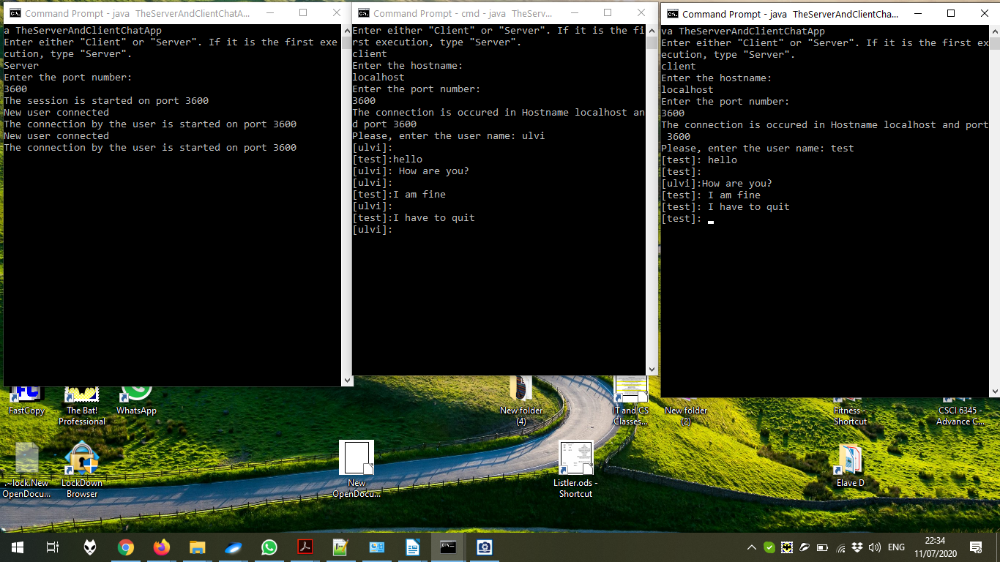 Command Prompt - java  TheServerAndClientChatA...
a TheServerAndClientChatApp
Enter either "Client" or "Server". If it is the first exe
cution, type "Server".
Server
Enter the port number:
3600
The session is started on port 3600
New user connected
The connection by the user is started on port 3600
New user connected
The connection by the user is started on port 3600
Command Prompt - cmd - java  TheServ...
Enter either "Client" or "Server". If it is the fi
rst execution, type "Server".
client
Enter the hostname:
localhost
Enter the port number:
3600
The connection is occured in Hostname localhost an
d port 3600
Please, enter the user name: ulvi
[ulvi]:
[test]:hello
[ulvi]: How are you?
[ulvi]:
[test]:I am fine
[ulvi]:
[test]:I have to quit
[ulvi]:
Command Prompt - java  TheServerAndClientCha...
va TheServerAndClientChatApp
Enter either "Client" or "Server". If it is the first ex
ecution, type "Server".
client
Enter the hostname:
localhost
Enter the port number:
3600
The connection is occured in Hostname localhost and port
 3600
Please, enter the user name: test
[test]: hello
[test]:
[ulvi]:How are you?
[test]: I am fine
[test]: I have to quit
[test]:
FastCopy
The Bat!
Professional
WhatsApp
New folder
(4)
IT and CS
Classes...
New folder
(2)
Fitness -
Shortcut
CSCI 6345 -
Advance C...
.~lock.New
OpenDocu...
LockDown
Browser
New
OpenDocu...
Listler.ods -
Shortcut
Elave D
ENG
22:34
11/07/2020